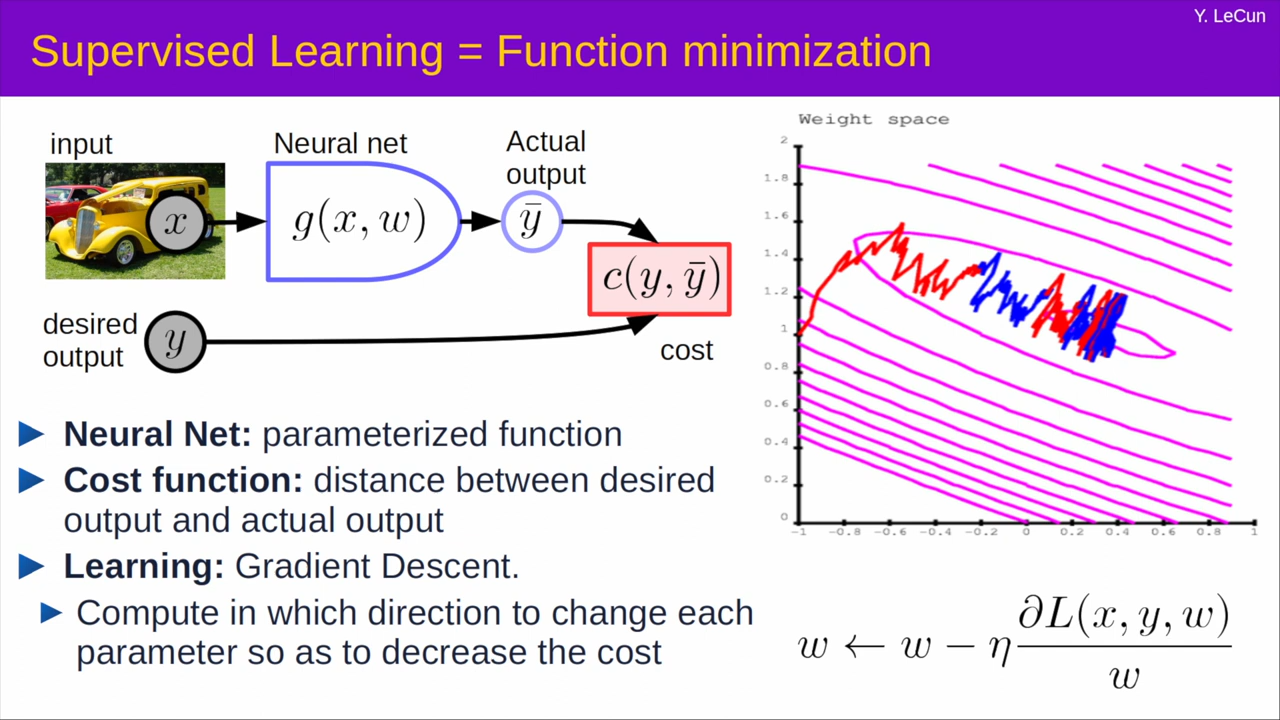 Y. LeCun
Supervised Learning = Function minimization
input
Neural net
Actual
output
x
g(x, w)
ȳ
c(y, ȳ)
desired
output
y
cost
Neural Net: parameterized function
Cost function: distance between desired
output and actual output
Learning: Gradient Descent.
Compute in which direction to change each
parameter so as to decrease the cost
Weight space
2
1.8
1.6
1.4
1.2
1
0.8
0.6
0.4
0.2
0
-1 -0.8 -0.6 -0.4 -0.2 0 0.2 0.4 0.6 0.8 1
w ← w − η ∂L(x, y, w)
w